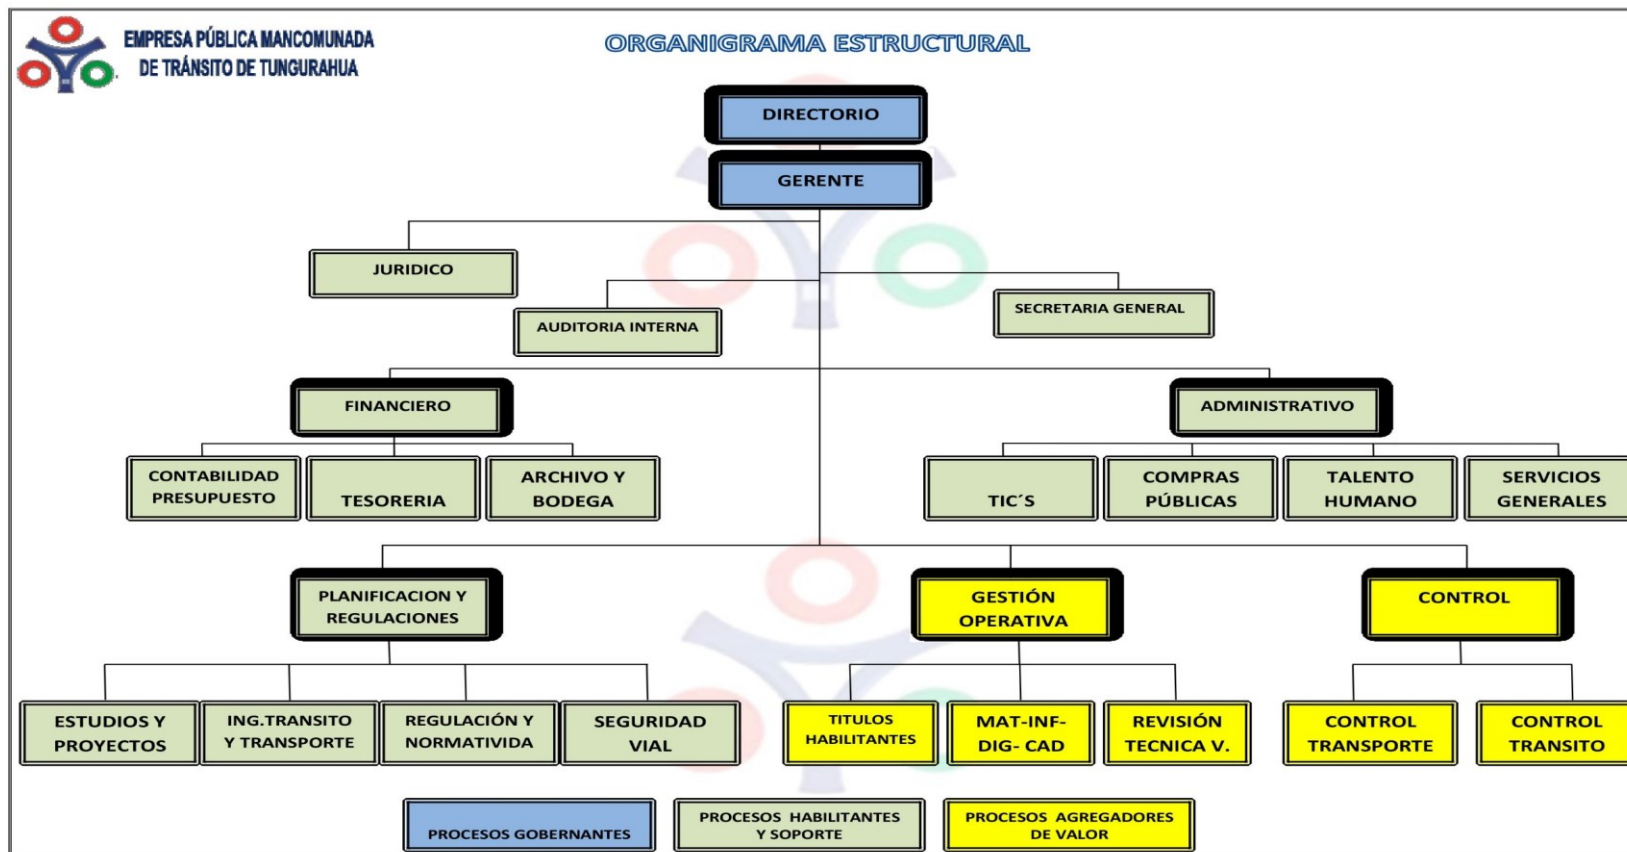 EMPRESA PÚBLICA MANCOMUNADA
DE TRÁNSITO DE TUNGURAHUA
ORGANIGRAMA ESTRUCTURAL
DIRECTORIO
GERENTE
JURIDICO
AUDITORIA INTERNA
SECRETARIA GENERAL
FINANCIERO
ADMINISTRATIVO
CONTABILIDAD
PRESUPUESTO
TESORERIA
ARCHIVO Y
BODEGA
TIC´S
COMPRAS
PÚBLICAS
TALENTO
HUMANO
SERVICIOS
GENERALES
PLANIFICACION Y
REGULACIONES
GESTIÓN
OPERATIVA
CONTROL
ESTUDIOS Y
PROYECTOS
ING.TRANSITO
Y TRANSPORTE
REGULACIÓN Y
NORMATIVIDA
SEGURIDAD
VIAL
TITULOS
HABILITANTES
MAT-INF-
DIG- CAD
REVISIÓN
TECNICA V.
CONTROL
TRANSPORTE
CONTROL
TRANSITO
PROCESOS GOBERNANTES
PROCESOS HABILITANTES
Y SOPORTE
PROCESOS AGREGADORES
DE VALOR